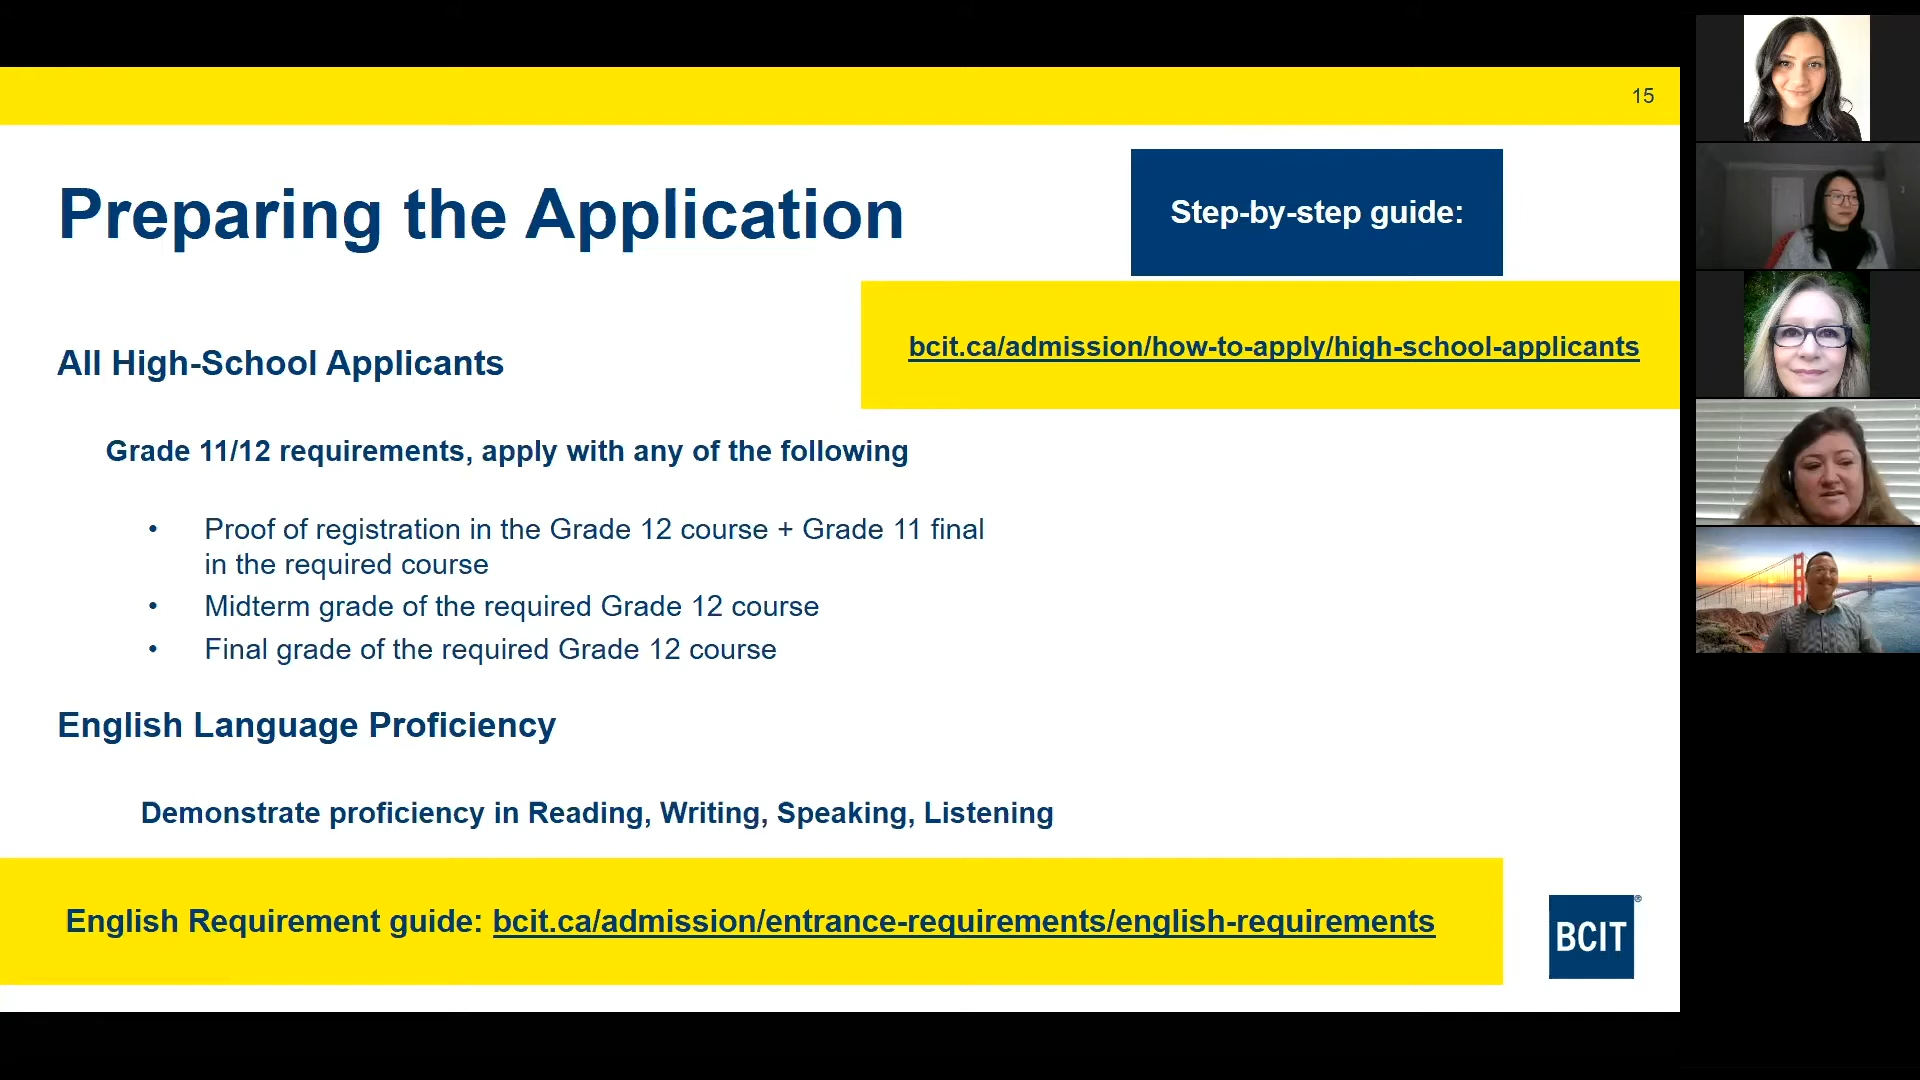 15
Preparing the Application
Step-by-step guide:
bcit.ca/admission/how-to-apply/high-school-applicants
All High-School Applicants
Grade 11/12 requirements, apply with any of the following
• Proof of registration in the Grade 12 course + Grade 11 final
in the required course
• Midterm grade of the required Grade 12 course
• Final grade of the required Grade 12 course
English Language Proficiency
Demonstrate proficiency in Reading, Writing, Speaking, Listening
English Requirement guide: bcit.ca/admission/entrance-requirements/english-requirements
BCIT®